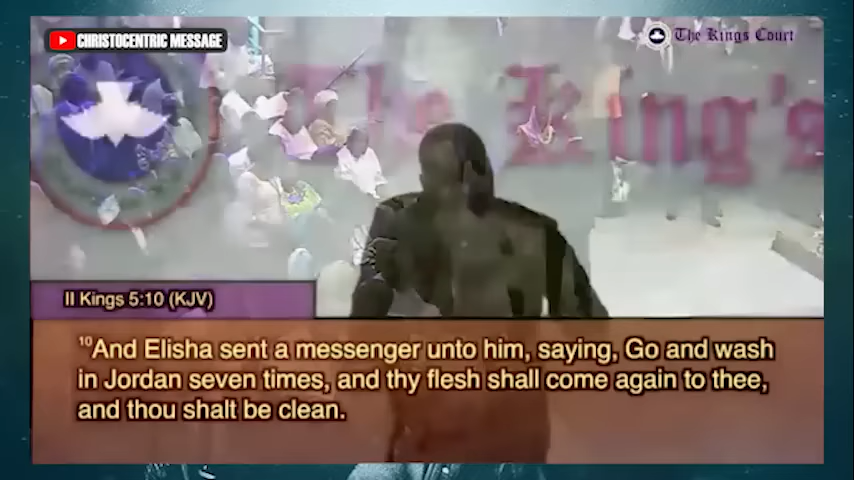 CHRISTOCENTRIC MESSAGE
The Kings Court
The King's
II Kings 5:10 (KJV)
10And Elisha sent a messenger unto him, saying, Go and wash
in Jordan seven times, and thy flesh shall come again to thee,
and thou shalt be clean.